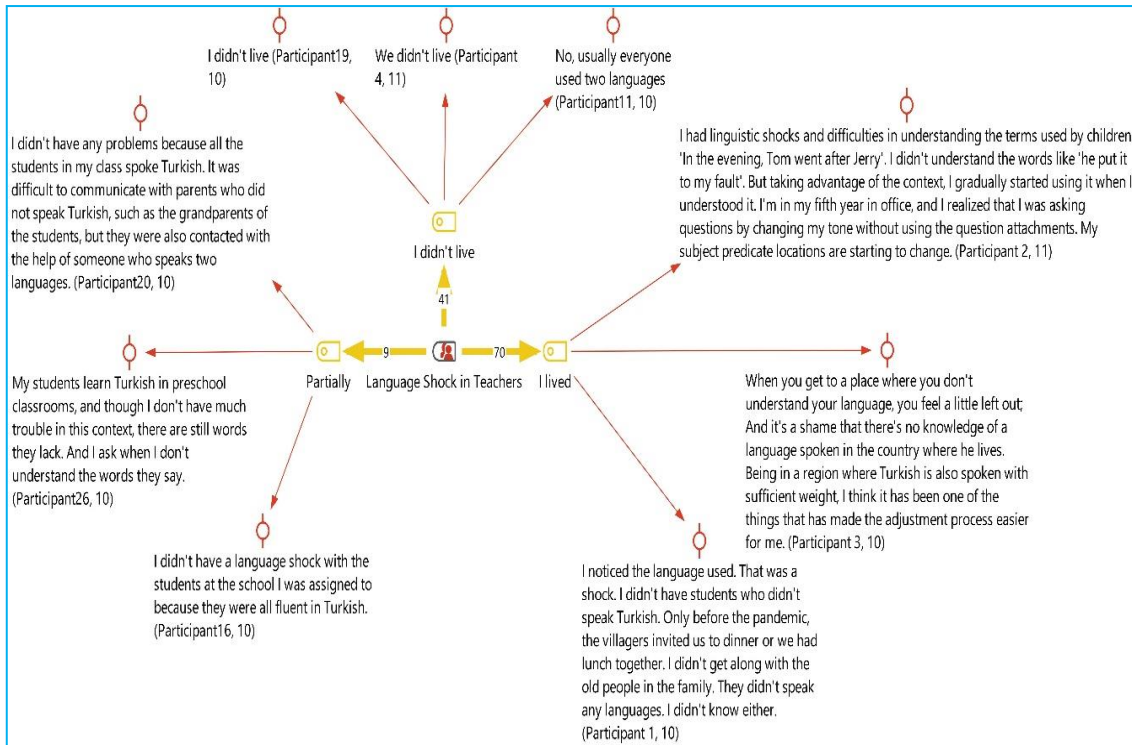 I didn't live (Participant19,
10)
We didn't live (Participant
4, 11)
No, usually everyone
used two languages
(Participant11, 10)
I didn't have any problems because all the
students in my class spoke Turkish. It was
difficult to communicate with parents who did
not speak Turkish, such as the grandparents of
the students, but they were also contacted with
the help of someone who speaks two
languages. (Participant20, 10)
I had linguistic shocks and difficulties in understanding the terms used by children
'In the evening, Tom went after Jerry'. I didn't understand the words like 'he put it
to my fault'. But taking advantage of the context, I gradually started using it when I
understood it. I'm in my fifth year in office, and I realized that I was asking
questions by changing my tone without using the question attachments. My
subject predicate locations are starting to change. (Participant 2, 11)
I didn't live
41
9
70
Partially
Language Shock in Teachers
I lived
My students learn Turkish in preschool
classrooms, and though I don't have much
trouble in this context, there are still words
they lack. And I ask when I don't
understand the words they say.
(Participant26, 10)
When you get to a place where you don't
understand your language, you feel a little left out;
And it's a shame that there's no knowledge of a
language spoken in the country where he lives.
Being in a region where Turkish is also spoken with
sufficient weight, I think it has been one of the
things that has made the adjustment process easier
for me. (Participant 3, 10)
I didn't have a language shock with the
students at the school I was assigned to
because they were all fluent in Turkish.
(Participant16, 10)
I noticed the language used. That was a
shock. I didn't have students who didn't
speak Turkish. Only before the pandemic,
the villagers invited us to dinner or we had
lunch together. I didn't get along with the
old people in the family. They didn't speak
any languages. I didn't know either.
(Participant 1, 10)